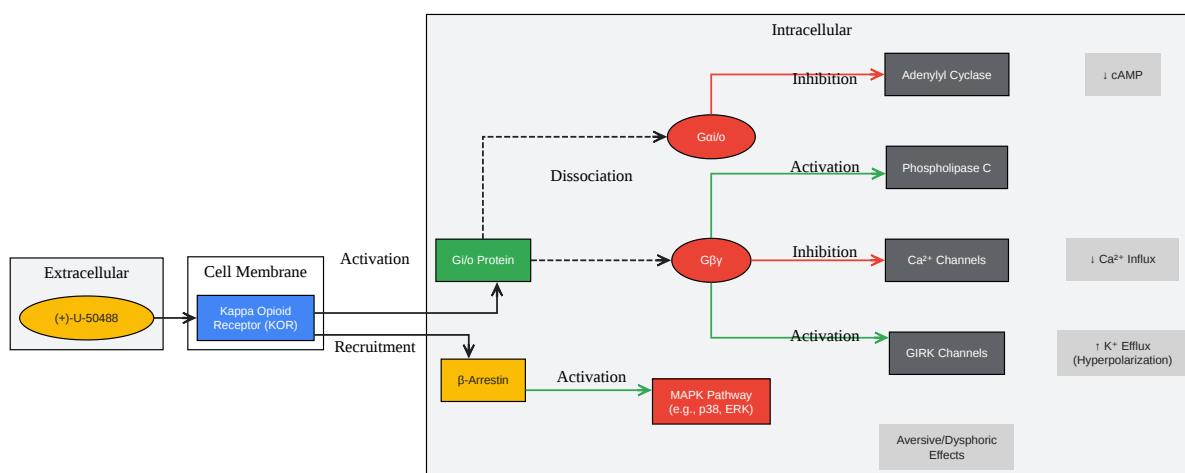 Intracellular
Inhibition
Adenylyl Cyclase
↓ cAMP
Gαi/o
Activation
Phospholipase C
Dissociation
Extracellular
(+)-U-50488
Cell Membrane
Kappa Opioid
Receptor (KOR)
Activation
Gi/o Protein
Gβγ
Inhibition
Ca²⁺ Channels
↓ Ca²⁺ Influx
Recruitment
Activation
GIRK Channels
↑ K⁺ Efflux
(Hyperpolarization)
β-Arrestin
Activation
MAPK Pathway
(e.g., p38, ERK)
Aversive/Dysphoric
Effects